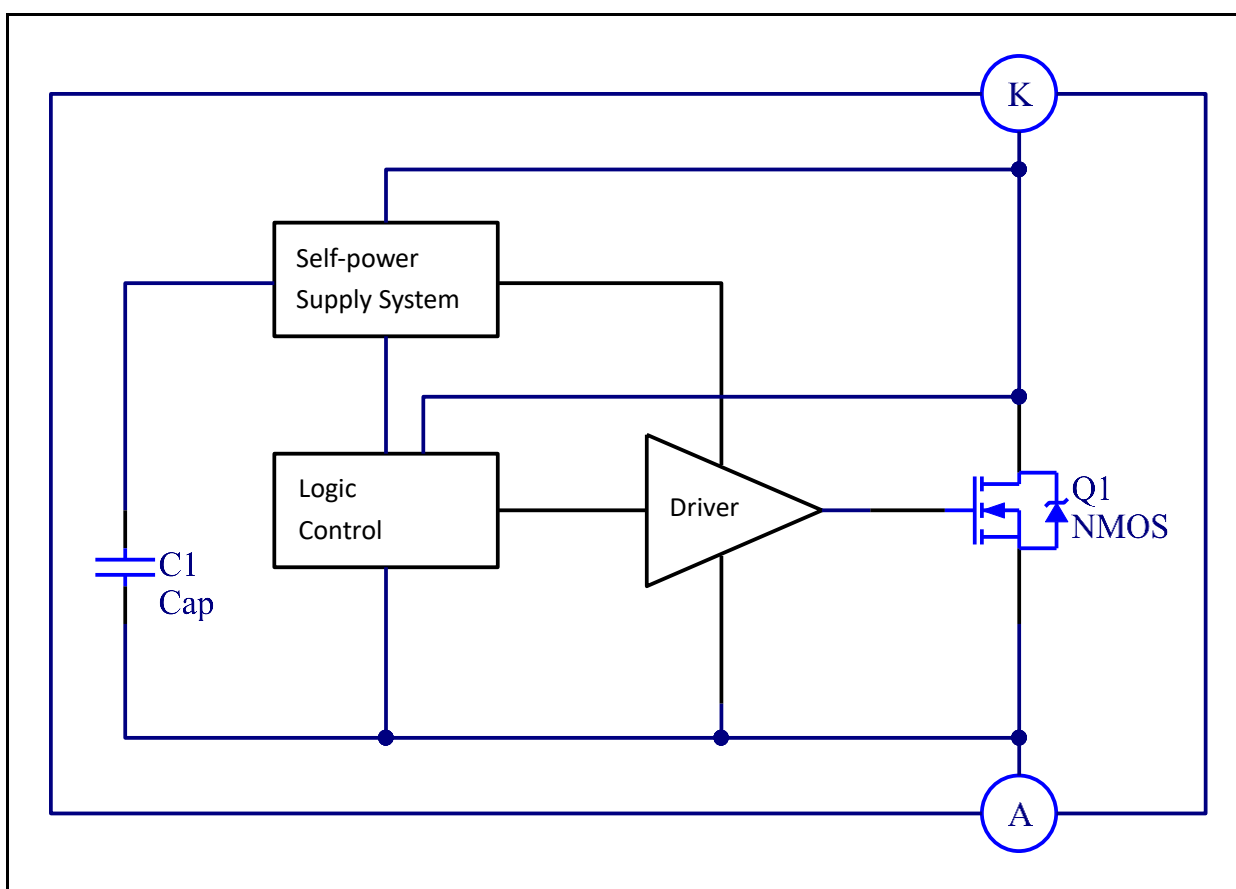 K
Self-power
Supply System
Logic
Control
Driver
Q1
NMOS
C1
Cap
A